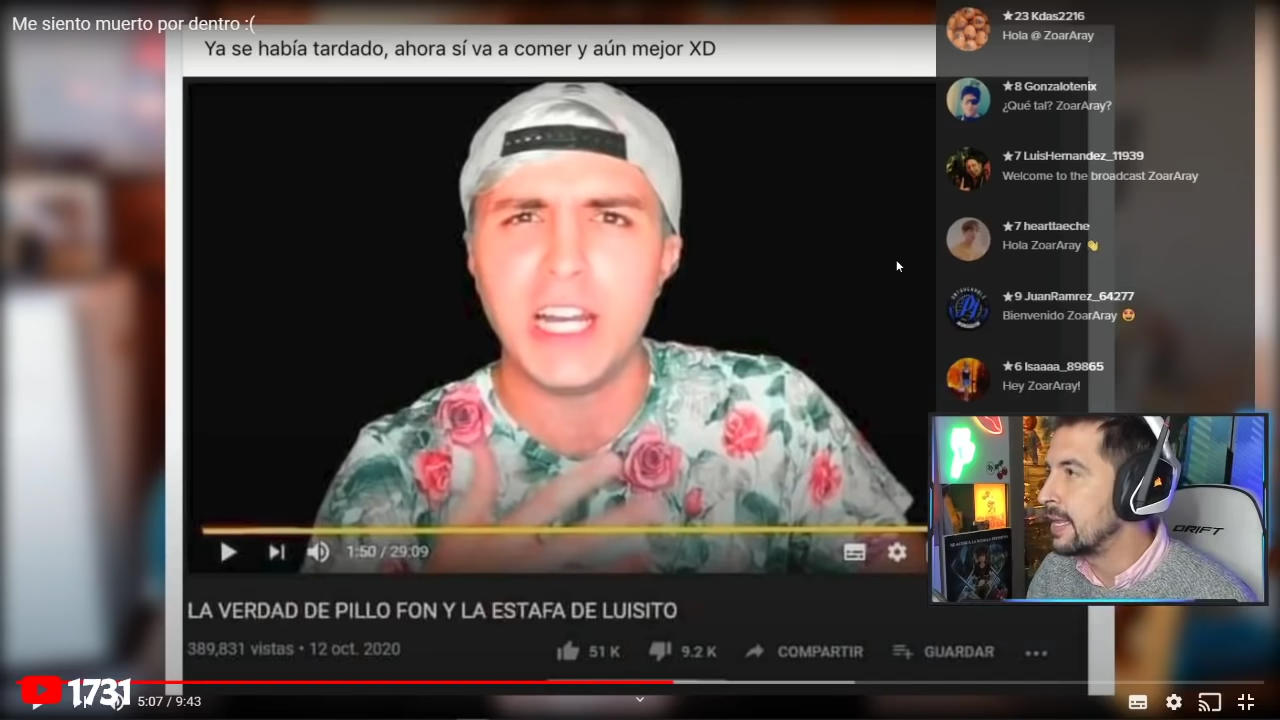 Me siento muerto por dentro :(
Ya se había tardado, ahora sí va a comer y aún mejor XD
★23 Kdas2216
Hola @ ZoarAray
★8 Gonzalotenix
¿Qué tal? ZoarAray?
★7 LuisHernandez_11939
Welcome to the broadcast ZoarAray
★7 hearttaeche
Hola ZoarAray 👋
★9 JuanRamrez_64277
Bienvenido ZoarAray 🤩
★6 Isaaaa_89865
Hey ZoarAray!
DRIFT
1:50 / 29:09
LA VERDAD DE PILLO FON Y LA ESTAFA DE LUISITO
389,831 vistas • 12 oct. 2020
51 K
9.2 K
COMPARTIR
GUARDAR
1731
5:07 / 9:43